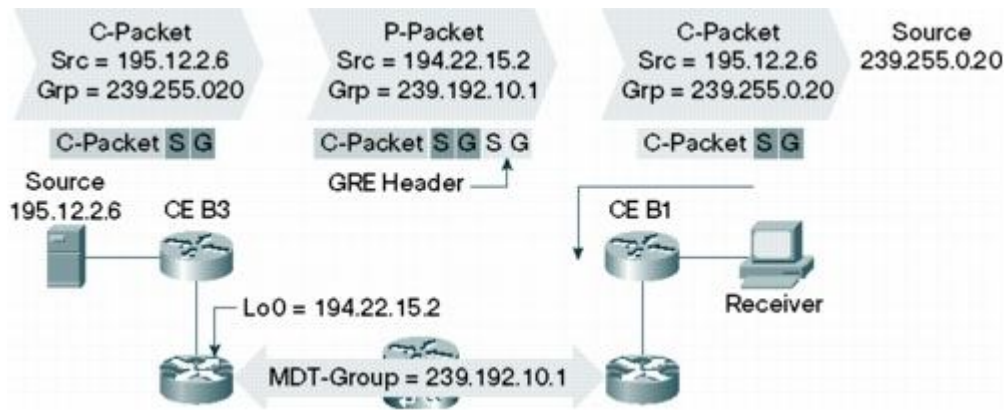 C-Packet
Src = 195.12.2.6
Grp = 239.255.020
P-Packet
Src = 194.22.15.2
Grp = 239.192.10.1
C-Packet
Src = 195.12.2.6
Grp = 239.255.0.20
Source
239.255.0.20
C-Packet S G
C-Packet S G S G
C-Packet S G
GRE Header
Source
195.12.2.6
CE B3
CE B1
Receiver
Lo0 = 194.22.15.2
MDT-Group = 239.192.10.1